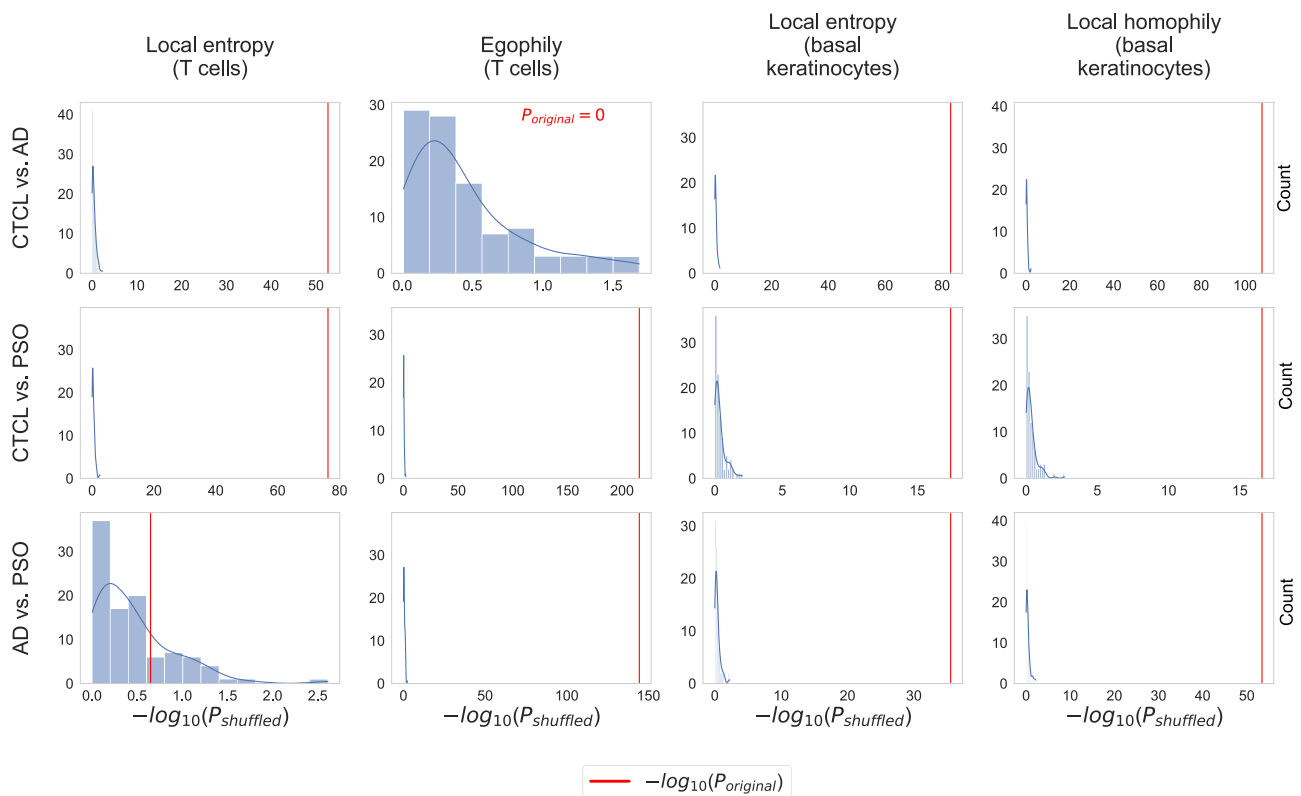 Local entropy
(T cells)
Egophily
(T cells)
Local entropy
(basal
keratinocytes)
Local homophily
(basal
keratinocytes)
CTCL vs. AD
40
30
20
10
0
0 10 20 30 40 50
30
20
10
0
P_original = 0
0.0 0.5 1.0 1.5
30
20
10
0
0 20 40 60 80
40
30
20
10
0
0 20 40 60 80 100
Count
CTCL vs. PSO
30
20
10
0
0 20 40 60 80
30
20
10
0
0 50 100 150 200
30
20
10
0
0 5 10 15
30
20
10
0
0 5 10 15
Count
AD vs. PSO
30
20
10
0
0.0 0.5 1.0 1.5 2.0 2.5
−log10(P_shuffled)
30
20
10
0
0 50 100 150
−log10(P_shuffled)
30
20
10
0
0 10 20 30
−log10(P_shuffled)
40
30
20
10
0
0 10 20 30 40 50
−log10(P_shuffled)
Count
−log10(P_original)